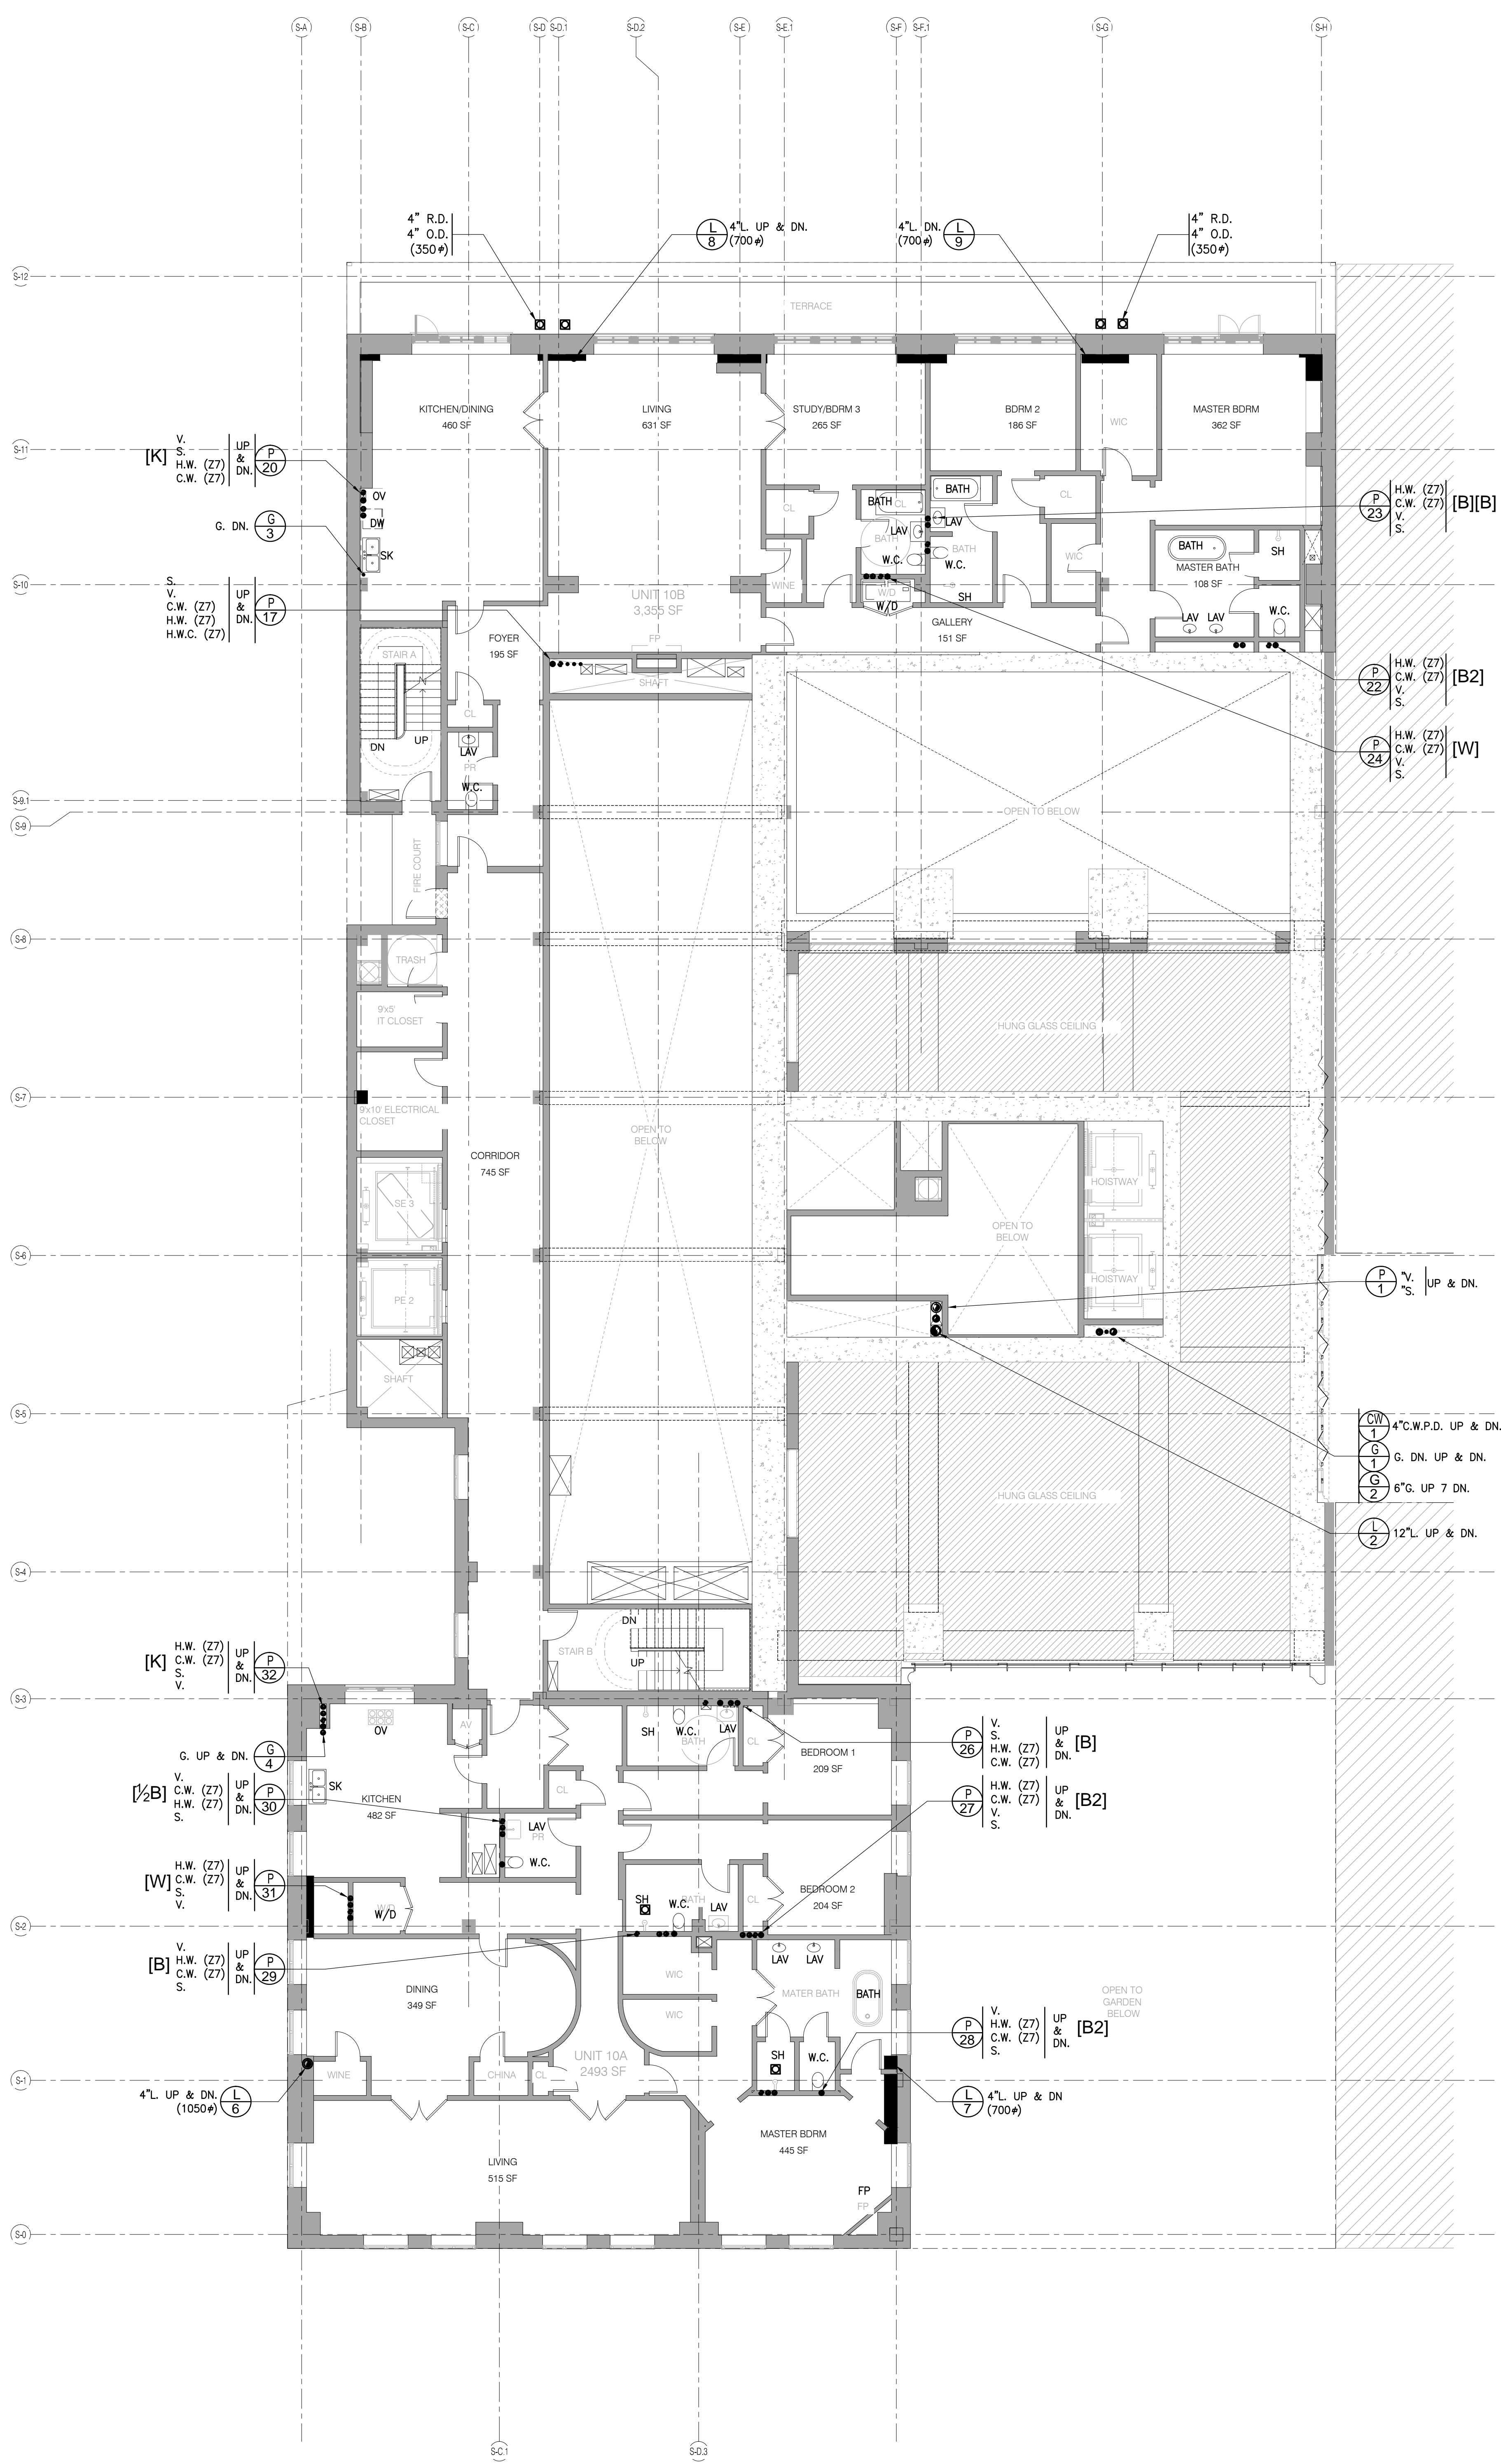 S-A
S-B
S-C
S-D
S-D.1
S-D.2
S-E
S-E.1
S-F
S-F.1
S-G
S-H
4" R.D.
4" O.D.
(350⌀)
L
8
4"L. UP & DN.
(700⌀)
4"L. DN.
(700⌀)
L
9
4" R.D.
4" O.D.
(350⌀)
S-12
TERRACE
KITCHEN/DINING
460 SF
LIVING
631 SF
STUDY/BDRM 3
265 SF
BDRM 2
186 SF
WIC
MASTER BDRM
362 SF
S-11
[K]
V.
S.
H.W. (Z7)
C.W. (Z7)
UP
&
DN.
P
20
OV
DW
SK
G. DN.
G
3
CL
BATH
CL
LAV
BATH
W.C.
BATH
LAV
BATH
W.C.
SH
CL
WIC
BATH
MASTER BATH
108 SF
SH
LAV
LAV
W.C.
P
23
H.W. (Z7)
C.W. (Z7)
V.
S.
[B][B]
S-10
S.
V.
C.W. (Z7)
H.W. (Z7)
H.W.C. (Z7)
UP
&
DN.
P
17
UNIT 10B
3,355 SF
WINE
W/D
W/D
GALLERY
151 SF
FOYER
195 SF
FP
SHAFT
STAIR A
DN
UP
CL
LAV
PR
W.C.
P
22
H.W. (Z7)
C.W. (Z7)
V.
S.
[B2]
P
24
H.W. (Z7)
C.W. (Z7)
V.
S.
[W]
S-9.1
S-9
OPEN TO BELOW
FIRE COURT
S-8
TRASH
9'x5'
IT CLOSET
HUNG GLASS CEILING
S-7
9'x10' ELECTRICAL
CLOSET
OPEN TO
BELOW
CORRIDOR
745 SF
SE 3
HOISTWAY
OPEN TO
BELOW
S-6
HOISTWAY
PE 2
P
1
"V.
"S.
UP & DN.
SHAFT
S-5
CW
1
4"C.W.P.D. UP & DN.
G
1
G. DN. UP & DN.
G
2
6"G. UP 7 DN.
HUNG GLASS CEILING
L
2
12"L. UP & DN.
S-4
STAIR B
DN
UP
[K]
H.W. (Z7)
C.W. (Z7)
S.
V.
UP
&
DN.
P
32
S-3
OV
AV
SH
W.C.
LAV
BATH
CL
BEDROOM 1
209 SF
P
26
V.
S.
H.W. (Z7)
C.W. (Z7)
UP
&
DN.
[B]
G. UP & DN.
G
4
[½B]
V.
C.W. (Z7)
H.W. (Z7)
S.
UP
&
DN.
P
30
SK
KITCHEN
482 SF
CL
LAV
PR
W.C.
P
27
H.W. (Z7)
C.W. (Z7)
V.
S.
UP
&
DN.
[B2]
[W]
H.W. (Z7)
C.W. (Z7)
S.
V.
UP
&
DN.
P
31
W/D
SH
BATH
W.C.
LAV
CL
BEDROOM 2
204 SF
S-2
[B]
V.
H.W. (Z7)
C.W. (Z7)
S.
UP
&
DN.
P
29
DINING
349 SF
WIC
WIC
LAV
LAV
MATER BATH
BATH
OPEN TO
GARDEN
BELOW
P
28
V.
H.W. (Z7)
C.W. (Z7)
S.
UP
&
DN.
[B2]
UNIT 10A
2493 SF
SH
W.C.
WINE
CHINA
CL
S-1
4"L. UP & DN.
(1050⌀)
L
6
L
7
4"L. UP & DN
(700⌀)
MASTER BDRM
445 SF
LIVING
515 SF
FP
FP
S-0
S-C.1
S-D.3